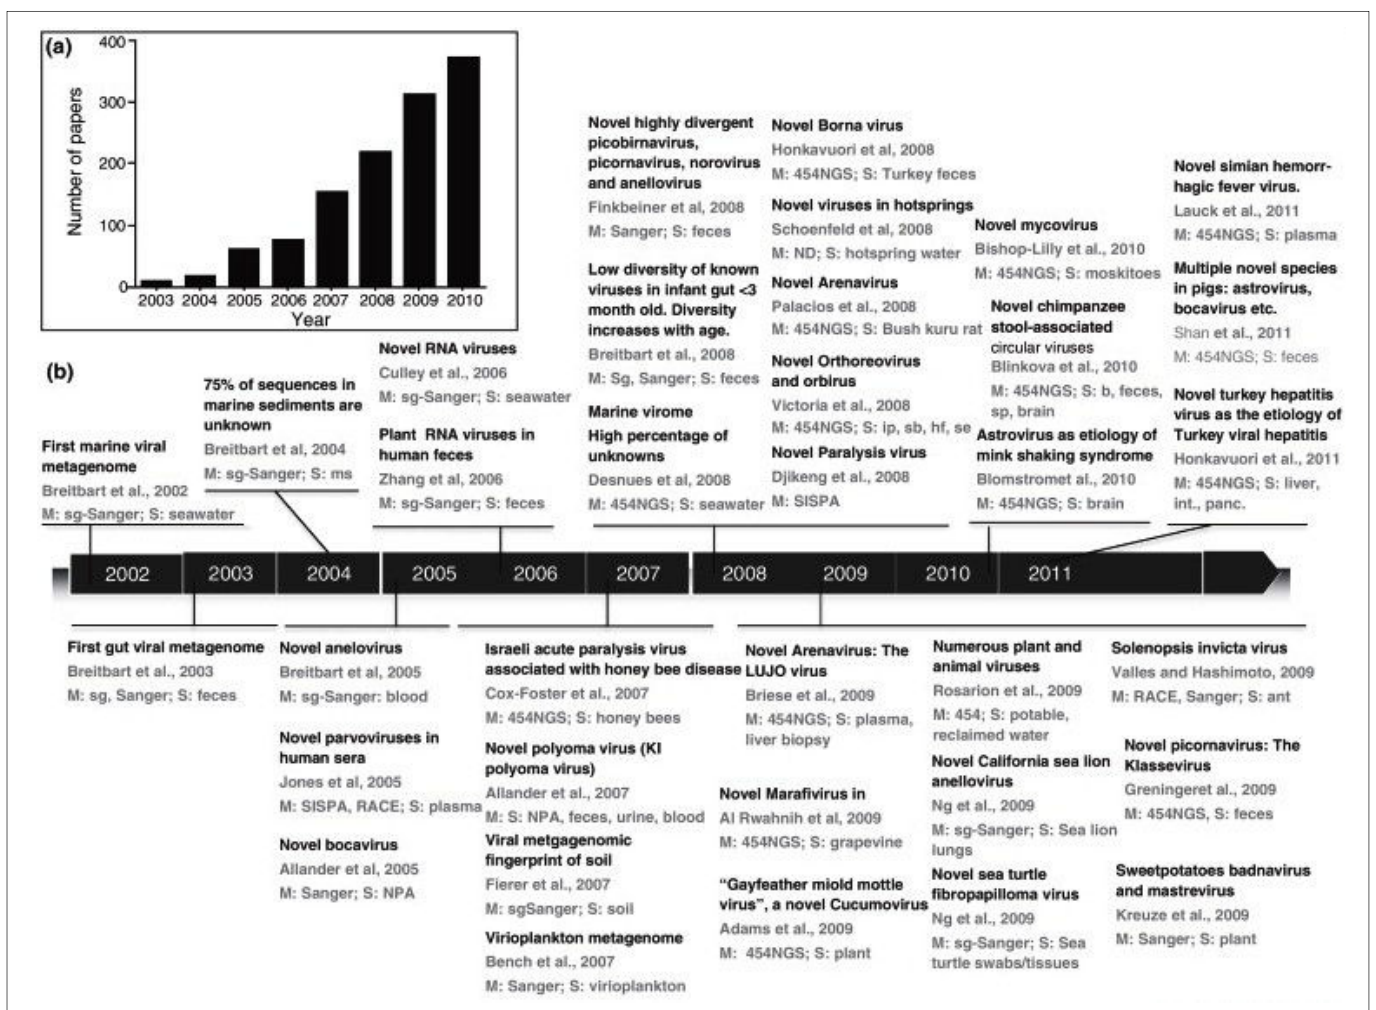 (a)
400
300
200
100
0
Number of papers
2003 2004 2005 2006 2007 2008 2009 2010
Year
(b)
First marine viral
metagenome
Breitbart et al., 2002
M: sg-Sanger; S: seawater
75% of sequences in
marine sediments are
unknown
Breitbart et al, 2004
M: sg-Sanger; S: ms
Novel RNA viruses
Culley et al., 2006
M: sg-Sanger; S: seawater
Plant RNA viruses in
human feces
Zhang et al, 2006
M: sg-Sanger; S: feces
Novel highly divergent
picobirnavirus,
picornavirus, norovirus
and anellovirus
Finkbeiner et al, 2008
M: Sanger; S: feces
Low diversity of known
viruses in infant gut <3
month old. Diversity
increases with age.
Breitbart et al., 2008
M: Sg, Sanger; S: feces
Marine virome
High percentage of
unknowns
Desnues et al, 2008
M: 454NGS; S: seawater
Novel Borna virus
Honkavuori et al, 2008
M: 454NGS; S: Turkey feces
Novel viruses in hotsprings
Schoenfeld et al, 2008
M: ND; S: hotspring water
Novel Arenavirus
Palacios et al., 2008
M: 454NGS; S: Bush kuru rat
Novel Orthoreovirus
and orbirus
Victoria et al., 2008
M: 454NGS; S: ip, sb, hf, se
Novel Paralysis virus
Djikeng et al., 2008
M: SISPA
Novel mycovirus
Bishop-Lilly et al., 2010
M: 454NGS; S: moskitoes
Novel chimpanzee
stool-associated
circular viruses
Blinkova et al., 2010
M: 454NGS; S: b, feces,
sp, brain
Astrovirus as etiology of
mink shaking syndrome
Blomstromet al., 2010
M: 454NGS; S: brain
Novel simian hemorr-
hagic fever virus.
Lauck et al., 2011
M: 454NGS; S: plasma
Multiple novel species
in pigs: astrovirus,
bocavirus etc.
Shan et al., 2011
M: 454NGS; S: feces
Novel turkey hepatitis
virus as the etiology of
Turkey viral hepatitis
Honkavuori et al., 2011
M: 454NGS; S: liver,
int., panc.
2002 2003 2004 2005 2006 2007 2008 2009 2010 2011
First gut viral metagenome
Breitbart et al., 2003
M: sg, Sanger; S: feces
Novel anelovirus
Breitbart et al., 2005
M: sg-Sanger: blood
Novel parvoviruses in
human sera
Jones et al, 2005
M: SISPA, RACE; S: plasma
Novel bocavirus
Allander et al, 2005
M: Sanger; S: NPA
Israeli acute paralysis virus
associated with honey bee disease
Cox-Foster et al., 2007
M: 454NGS; S: honey bees
Novel polyoma virus (KI
polyoma virus)
Allander et al., 2007
M: S: NPA, feces, urine, blood
Viral metgagenomic
fingerprint of soil
Fierer et al., 2007
M: sgSanger; S: soil
Virioplankton metagenome
Bench et al., 2007
M: Sanger; S: virioplankton
Novel Arenavirus: The
LUJO virus
Briese et al., 2009
M: 454NGS; S: plasma,
liver biopsy
Novel Marafivirus in
Al Rwahnih et al, 2009
M: 454NGS; S: grapevine
“Gayfeather miold mottle
virus”, a novel Cucumovirus
Adams et al., 2009
M: 454NGS; S: plant
Numerous plant and
animal viruses
Rosarion et al., 2009
M: 454; S: potable,
reclaimed water
Novel California sea lion
anellovirus
Ng et al., 2009
M: sg-Sanger; S: Sea lion
lungs
Novel sea turtle
fibropapilloma virus
Ng et al., 2009
M: sg-Sanger; S: Sea
turtle swabs/tissues
Solenopsis invicta virus
Valles and Hashimoto, 2009
M: RACE, Sanger; S: ant
Novel picornavirus: The
Klassevirus
Greningeret al., 2009
M: 454NGS, S: feces
Sweetpotatoes badnavirus
and mastrevirus
Kreuze et al., 2009
M: Sanger; S: plant